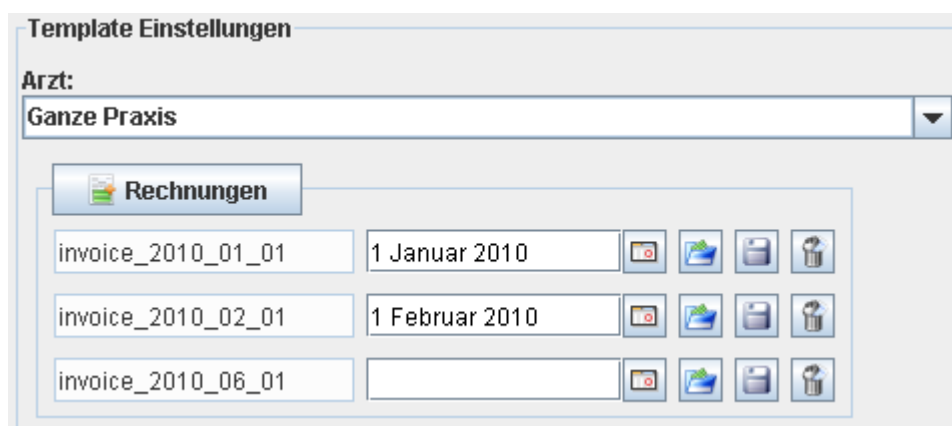 Template Einstellungen
Arzt:
Ganze Praxis
Rechnungen
invoice_2010_01_01 1 Januar 2010
invoice_2010_02_01 1 Februar 2010
invoice_2010_06_01